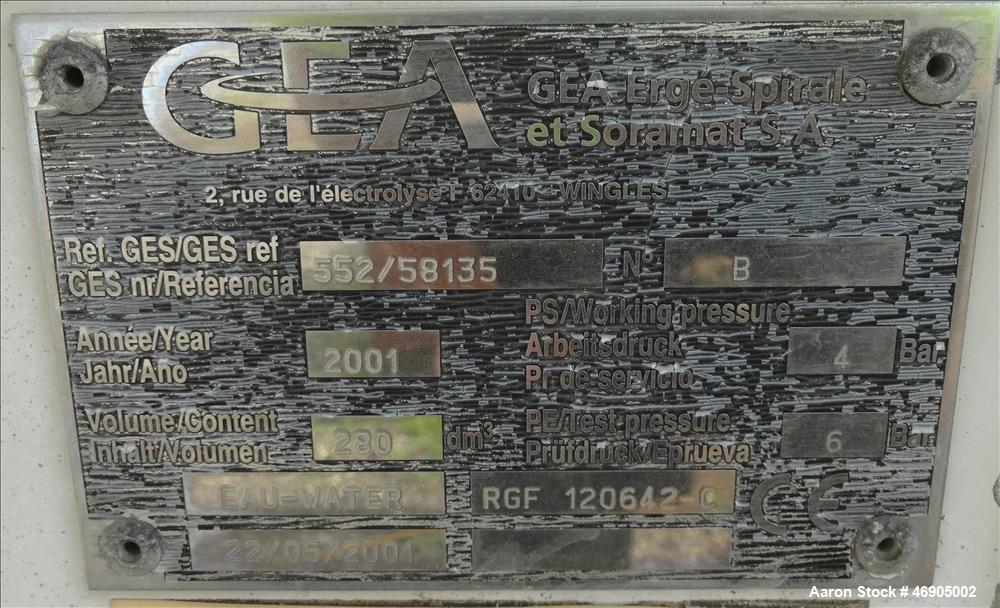 GEA
GEA Ergé-Spirale
et Soramat S.A.
2, rue de l'électrolyse F 62410 - WINGLES
Ref. GES/GES ref
GES nr/Referencia
552/58135
N° B
Année/Year
Jahr/Ano
2001
PS/Working pressure
Arbeitsdruck
Pr de servicio
4 Bar
Volume/Content
Inhalt/Volumen
280 dm³
PE/Test pressure
Prüfdruck/Eprueva
6 Bar
EAU-WATER
RGF 120642-C
CE
22/05/2001
Aaron Stock # 46905002